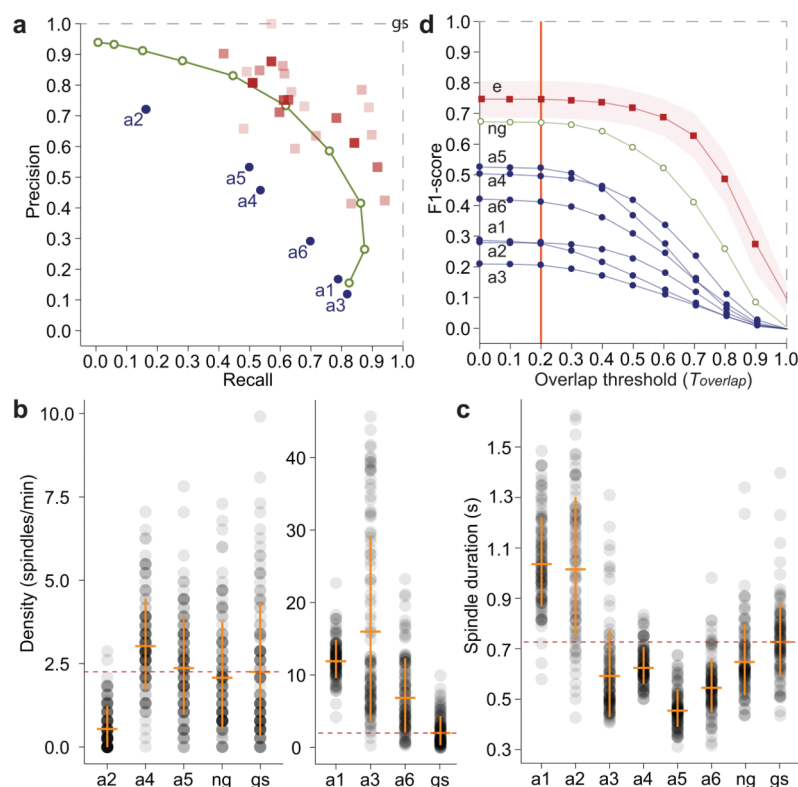 a
gs
1.0
0.9
0.8
0.7
0.6
0.5
0.4
0.3
0.2
0.1
0.0
Precision
a2
a5
a4
a6
a1
a3
0.0 0.1 0.2 0.3 0.4 0.5 0.6 0.7 0.8 0.9 1.0
Recall
d
1.0
0.9
0.8
0.7
0.6
0.5
0.4
0.3
0.2
0.1
0.0
F1-score
e
ng
a5
a4
a6
a1
a2
a3
0.0 0.1 0.2 0.3 0.4 0.5 0.6 0.7 0.8 0.9 1.0
Overlap threshold (Toverlap)
b
10.0
7.5
5.0
2.5
0.0
Density (spindles/min)
a2 a4 a5 ng gs
40
30
20
10
0
a1 a3 a6 gs
c
1.5
1.3
1.1
0.9
0.7
0.5
0.3
Spindle duration (s)
a1 a2 a3 a4 a5 a6 ng gs